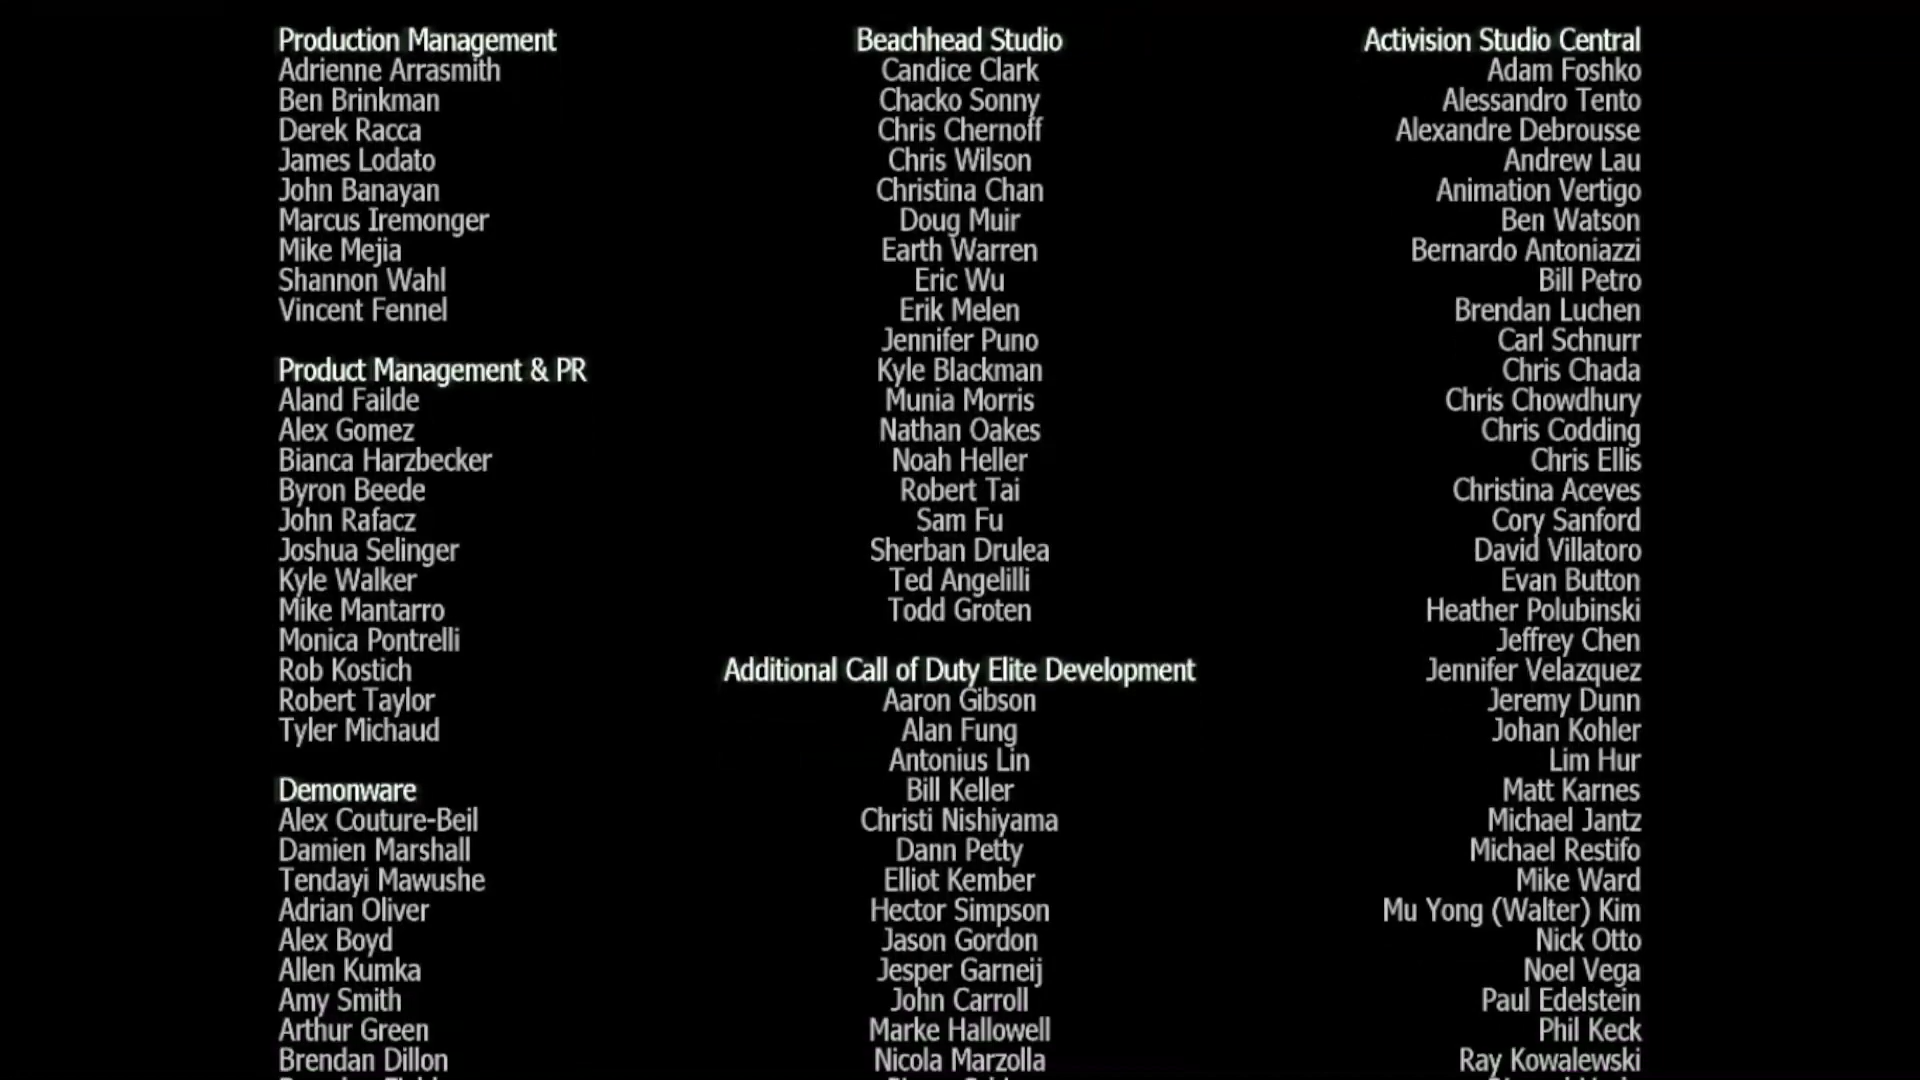 Production Management
Adrienne Arrasmith
Ben Brinkman
Derek Racca
James Lodato
John Banayan
Marcus Iremonger
Mike Mejia
Shannon Wahl
Vincent Fennel
Product Management & PR
Aland Failde
Alex Gomez
Bianca Harzbecker
Byron Beede
John Rafacz
Joshua Selinger
Kyle Walker
Mike Mantarro
Monica Pontrelli
Rob Kostich
Robert Taylor
Tyler Michaud
Demonware
Alex Couture-Beil
Damien Marshall
Tendayi Mawushe
Adrian Oliver
Alex Boyd
Allen Kumka
Amy Smith
Arthur Green
Brendan Dillon
Beachhead Studio
Candice Clark
Chacko Sonny
Chris Chernoff
Chris Wilson
Christina Chan
Doug Muir
Earth Warren
Eric Wu
Erik Melen
Jennifer Puno
Kyle Blackman
Munia Morris
Nathan Oakes
Noah Heller
Robert Tai
Sam Fu
Sherban Drulea
Ted Angelilli
Todd Groten
Additional Call of Duty Elite Development
Aaron Gibson
Alan Fung
Antonius Lin
Bill Keller
Christi Nishiyama
Dann Petty
Elliot Kember
Hector Simpson
Jason Gordon
Jesper Garneij
John Carroll
Marke Hallowell
Nicola Marzolla
Activision Studio Central
Adam Foshko
Alessandro Tento
Alexandre Debrousse
Andrew Lau
Animation Vertigo
Ben Watson
Bernardo Antoniazzi
Bill Petro
Brendan Luchen
Carl Schnurr
Chris Chada
Chris Chowdhury
Chris Codding
Chris Ellis
Christina Aceves
Cory Sanford
David Villatoro
Evan Button
Heather Polubinski
Jeffrey Chen
Jennifer Velazquez
Jeremy Dunn
Johan Kohler
Lim Hur
Matt Karnes
Michael Jantz
Michael Restifo
Mike Ward
Mu Yong (Walter) Kim
Nick Otto
Noel Vega
Paul Edelstein
Phil Keck
Ray Kowalewski